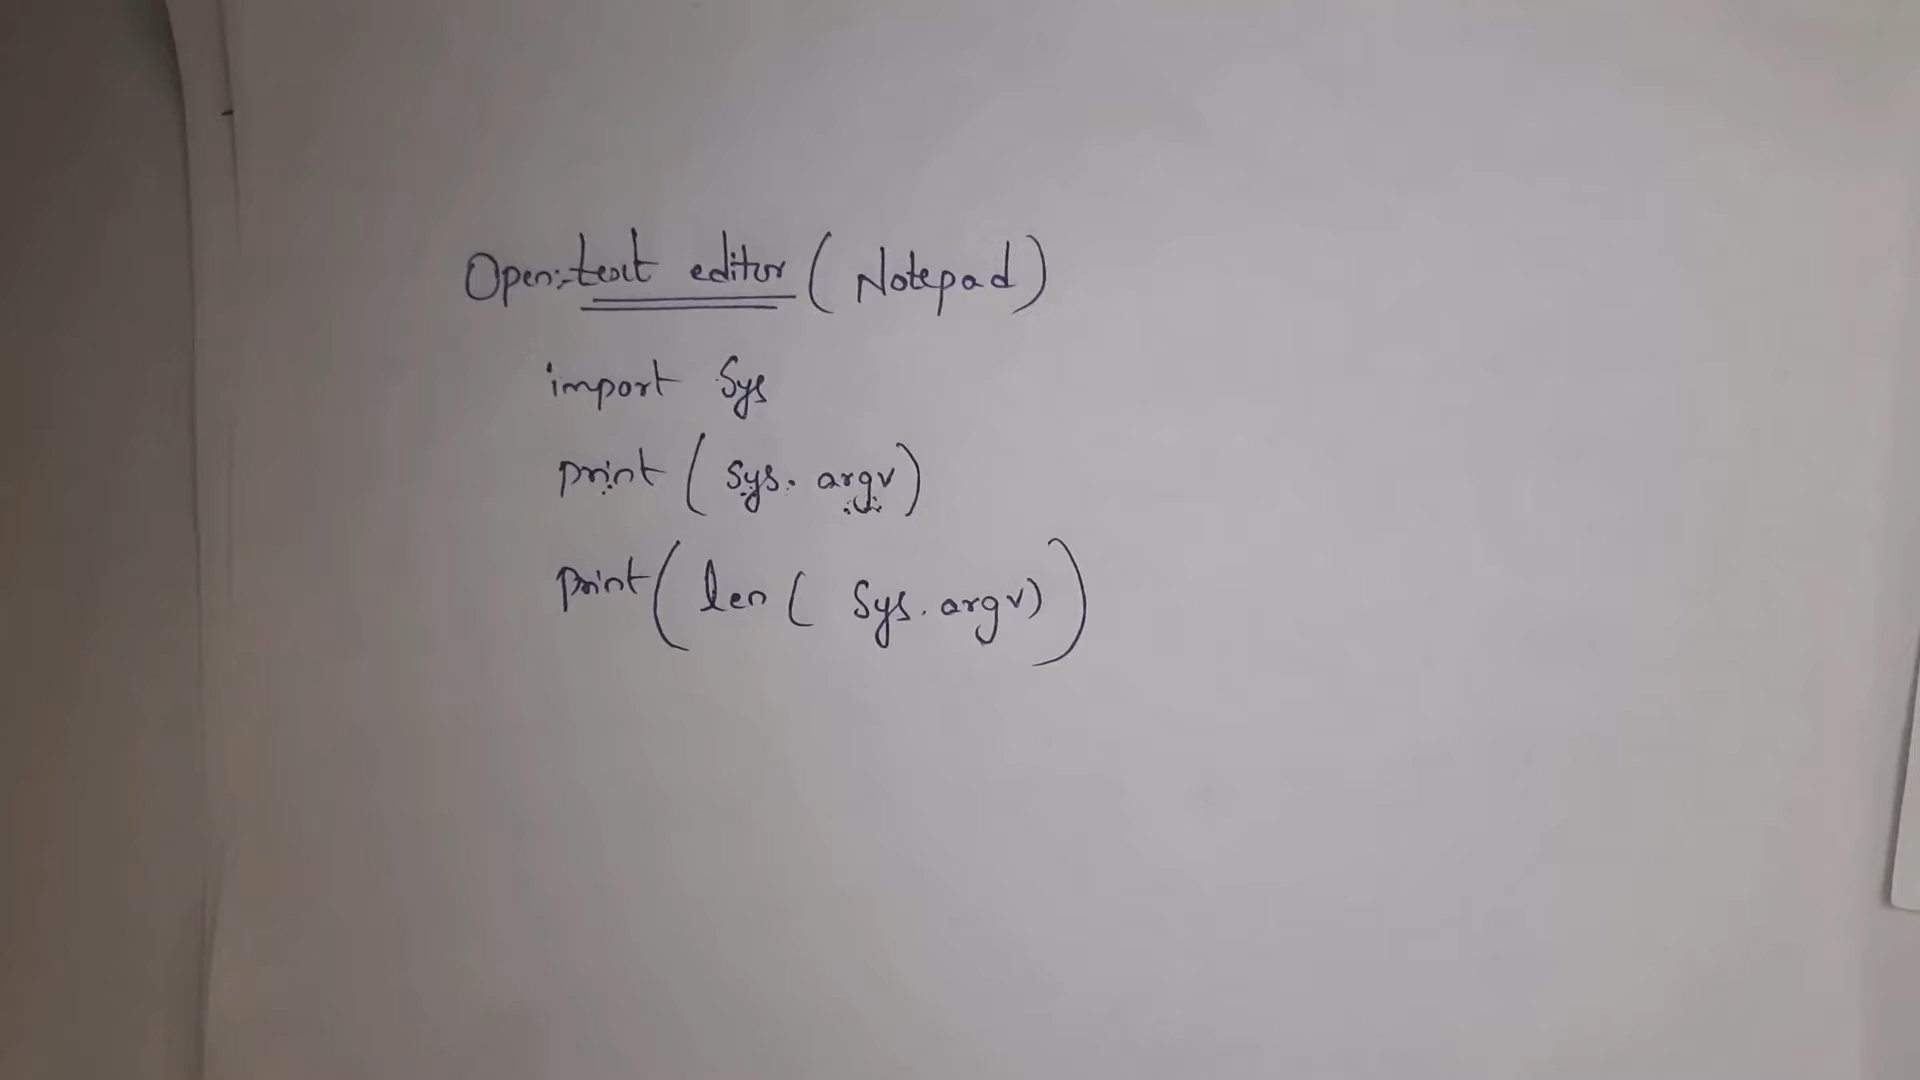 Open:- text editor ( Notepad )
import Sys
print ( Sys. argv )
print ( len ( Sys. argv ) )